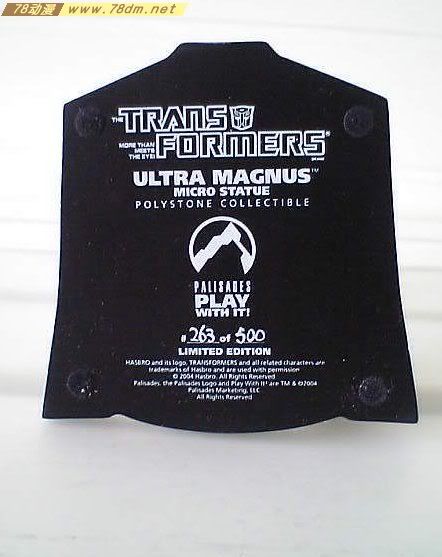 78动漫 www.78dm.net
THE TRANSFORMERS®
MORE THAN
MEETS
THE EYE!
ULTRA MAGNUS™
MICRO STATUE
POLYSTONE COLLECTIBLE
PALISADES
PLAY
WITH IT!
# 263 of 500
LIMITED EDITION
HASBRO and its logo, TRANSFORMERS and all related characters are
trademarks of Hasbro and are used with permission
© 2004 Hasbro. All Rights Reserved
Palisades, the Palisades Logo and Play With It! are TM & ©2004
Palisades Marketing, LLC
All Rights Reserved